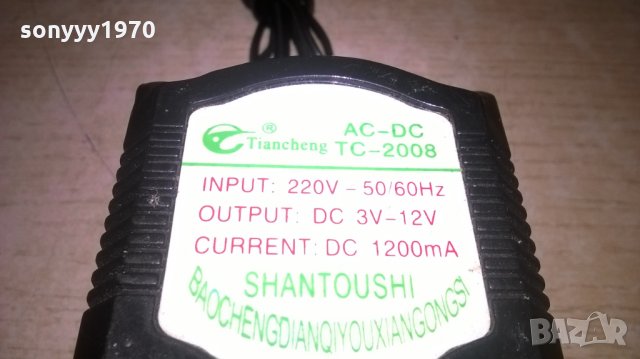 sonyyy1970
® AC-DC
Tiancheng TC-2008
INPUT: 220V - 50/60Hz
OUTPUT: DC 3V-12V
CURRENT: DC 1200mA
SHANTOUSHI
BAOCHENGDIANQIYOUXIANGONGSI
bazar